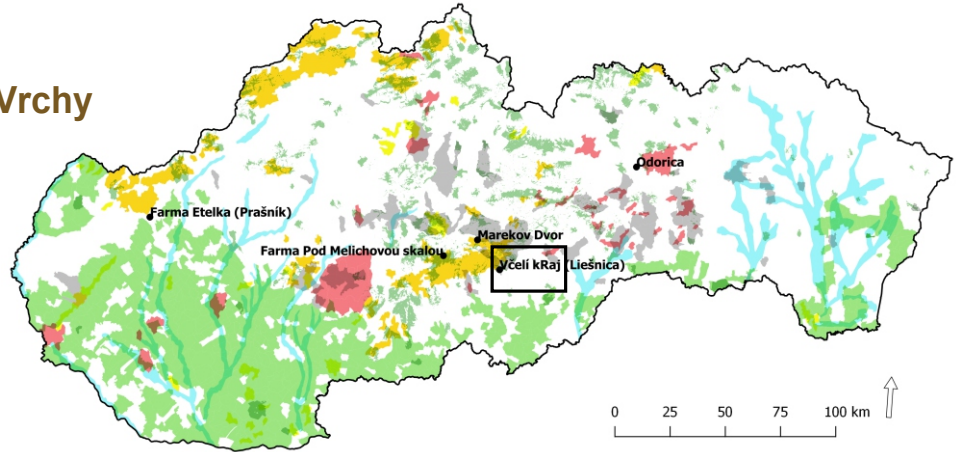 Vrchy
Odorica
Farma Etelka (Prašník)
Marekov Dvor
Farma Pod Melichovou skalou
Včelí kRaj (Liešnica)
0 25 50 75 100 km